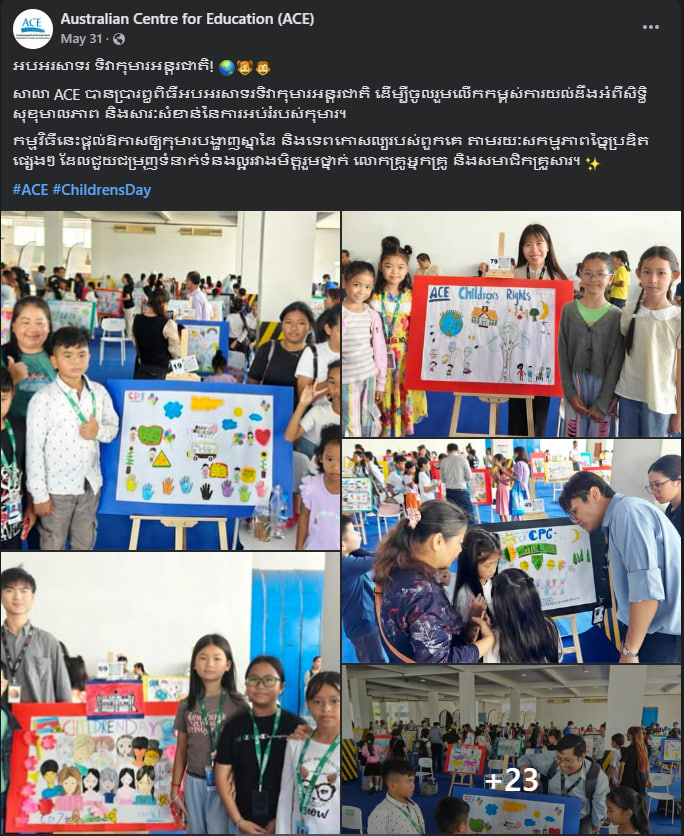 ACE
Australian Centre for Education (ACE)
May 31
អបអរសាទរ ទិវាកុមារអន្តរជាតិ!
សាលា ACE បានប្រារព្ធពិធីអបអរសាទរទិវាកុមារអន្តរជាតិ ដើម្បីចូលរួមលើកកម្ពស់ការយល់ដឹងអំពីសិទ្ធិ
សុខុមាលភាព និងសារៈសំខាន់នៃការអប់រំរបស់កុមារ។
កម្មវិធីនេះផ្តល់ឱកាសឲ្យកុមារបង្ហាញស្នាដៃ និងទេពកោសល្យរបស់ពួកគេ តាមរយៈសកម្មភាពច្នៃប្រឌិត
ផ្សេងៗ ដែលជួយជម្រុញទំនាក់ទំនងល្អរវាងមិត្តរួមថ្នាក់ លោកគ្រូអ្នកគ្រូ និងសមាជិកគ្រួសារ។
#ACE #ChildrensDay
19
79
ACE Children's Rights
49
CPG
69
CHILDREN DAY
+23